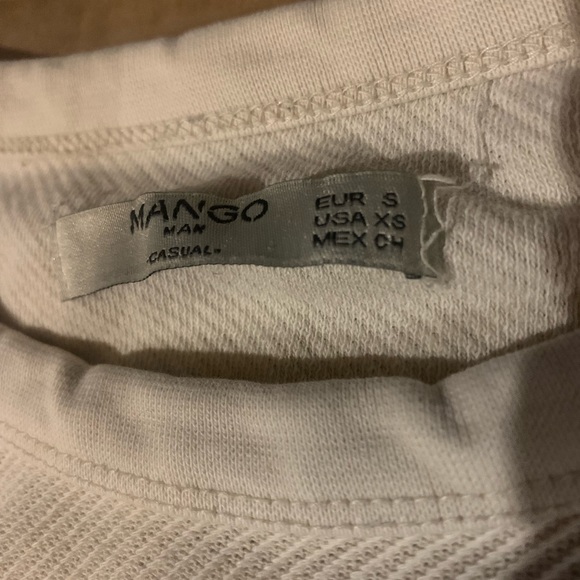 MANGO
MAN
CASUAL
EUR S
USA XS
MEX CH